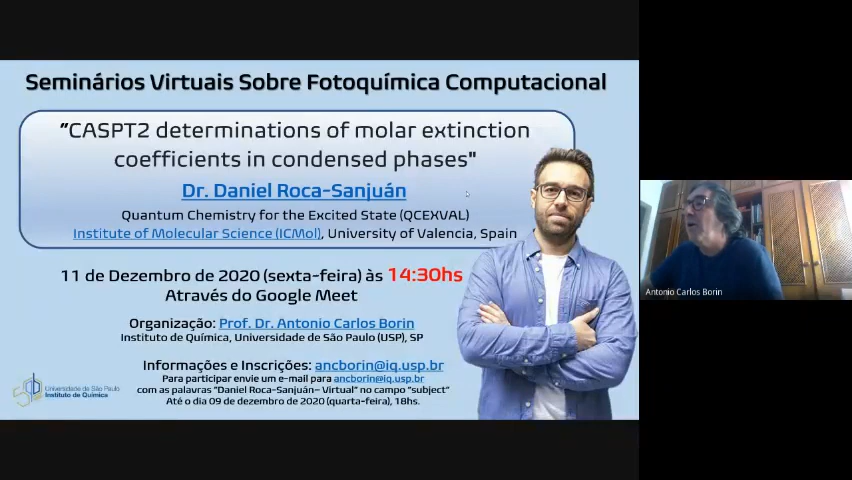 Seminários Virtuais Sobre Fotoquímica Computacional
"CASPT2 determinations of molar extinction
coefficients in condensed phases"
Dr. Daniel Roca-Sanjuán
Quantum Chemistry for the Excited State (QCEXVAL)
Institute of Molecular Science (ICMol), University of Valencia, Spain
11 de Dezembro de 2020 (sexta-feira) às 14:30hs
Através do Google Meet
Organização: Prof. Dr. Antonio Carlos Borin
Instituto de Química, Universidade de São Paulo (USP), SP
Informações e Inscrições: ancborin@iq.usp.br
Para participar envie um e-mail para ancborin@iq.usp.br
com as palavras "Daniel Roca-Sanjuán– Virtual" no campo "subject"
Até o dia 09 de dezembro de 2020 (quarta-feira), 18hs.
Universidade de São Paulo
Instituto de Química
Antonio Carlos Borin